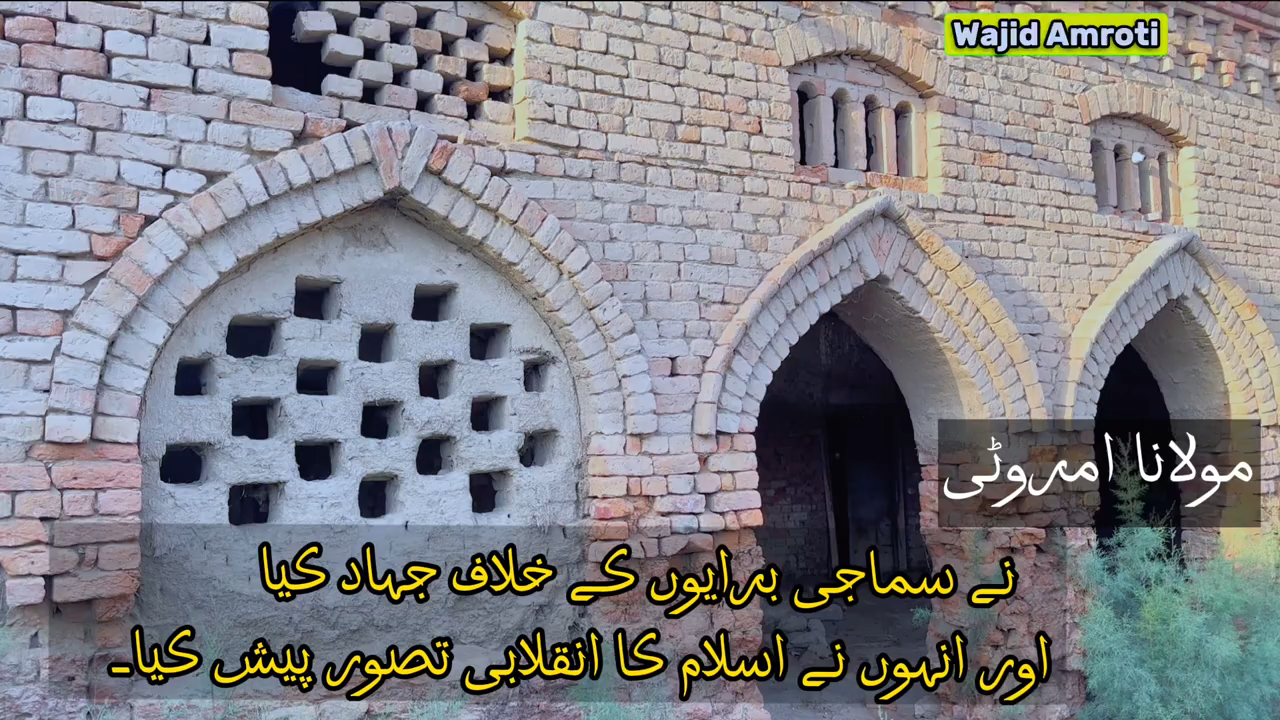 Wajid Amroti
مولانا امروٹی
نے سماجی برایوں کے خلاف جہاد کیا
اور انہوں نے اسلام کا انقلابی تصور پیش کیا۔